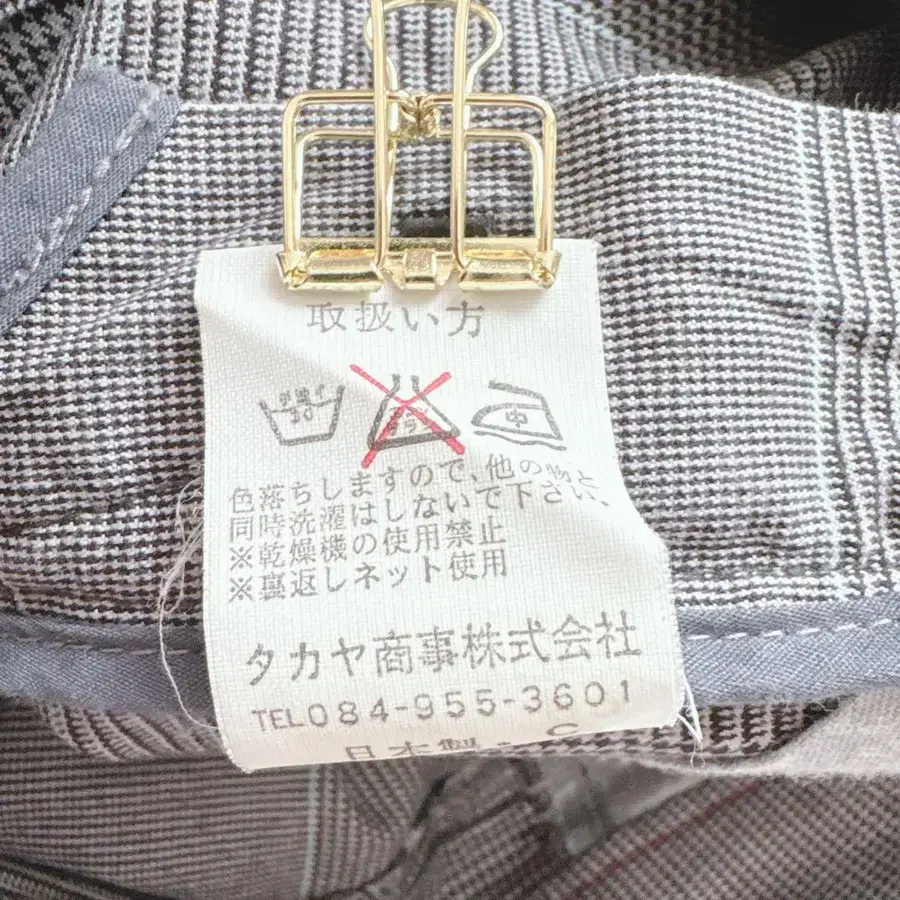 取扱い方
中
色落ちしますので、他の物と
同時洗濯はしないで下さい、
※乾燥機の使用禁止
※裏返しネット使用
タカヤ商事株式会社
TEL084-955-3601
日本製・C